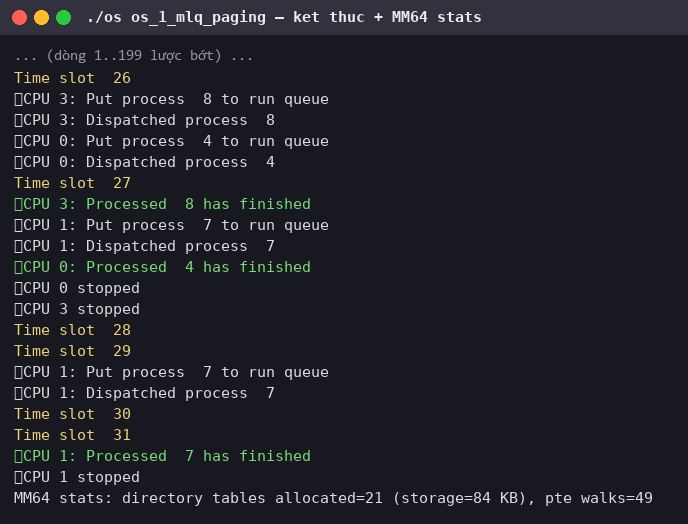 ./os os_1_mlq_paging — ket thuc + MM64 stats
... (dòng 1..199 lược bớt) ...
Time slot  26
CPU 3: Put process  8 to run queue
CPU 3: Dispatched process  8
CPU 0: Put process  4 to run queue
CPU 0: Dispatched process  4
Time slot  27
CPU 3: Processed  8 has finished
CPU 1: Put process  7 to run queue
CPU 1: Dispatched process  7
CPU 0: Processed  4 has finished
CPU 0 stopped
CPU 3 stopped
Time slot  28
Time slot  29
CPU 1: Put process  7 to run queue
CPU 1: Dispatched process  7
Time slot  30
Time slot  31
CPU 1: Processed  7 has finished
CPU 1 stopped
MM64 stats: directory tables allocated=21 (storage=84 KB), pte walks=49